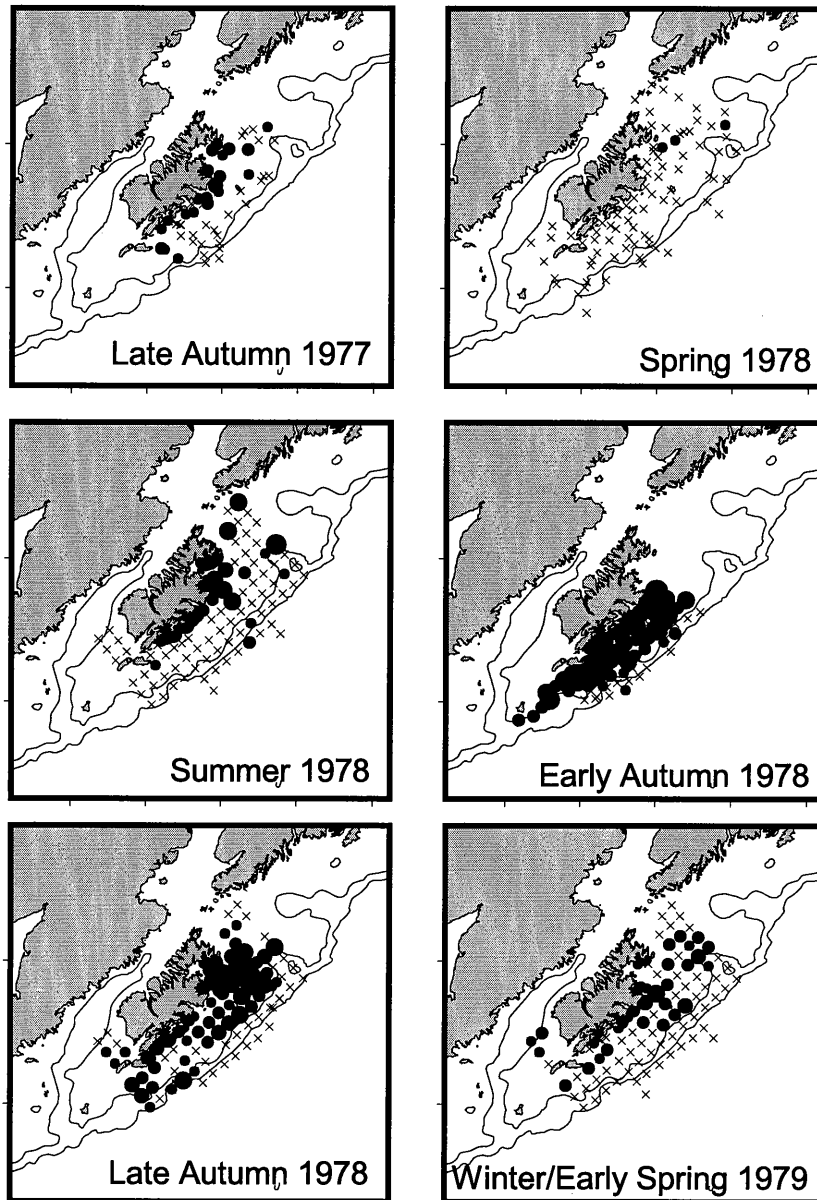 Late Autumn 1977
Spring 1978
Summer 1978
Early Autumn 1978
Late Autumn 1978
Winter/Early Spring 1979